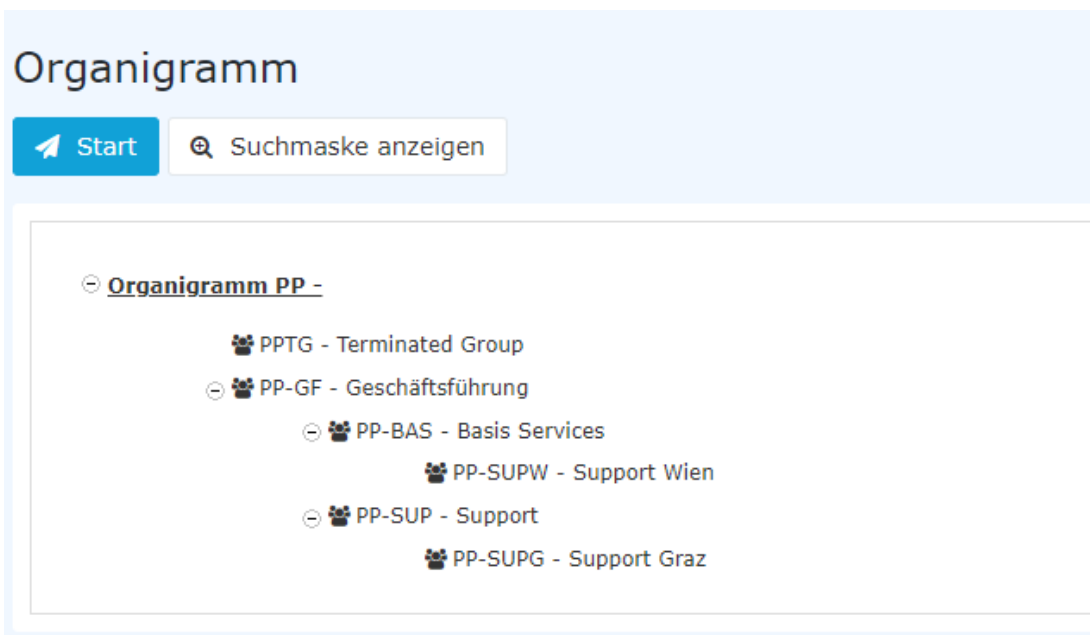 Organigramm
Start
Suchmaske anzeigen
Organigramm PP -
PPTG - Terminated Group
PP-GF - Geschäftsführung
PP-BAS - Basis Services
PP-SUPW - Support Wien
PP-SUP - Support
PP-SUPG - Support Graz